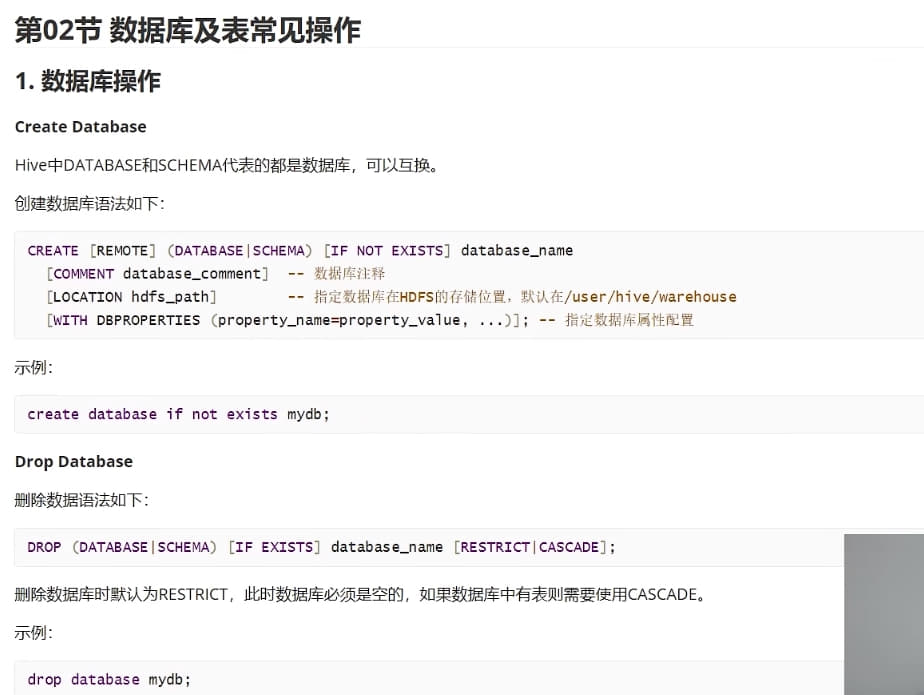 第02节 数据库及表常见操作
1. 数据库操作
Create Database
Hive中DATABASE和SCHEMA代表的都是数据库，可以互换。
创建数据库语法如下：
CREATE [REMOTE] (DATABASE|SCHEMA) [IF NOT EXISTS] database_name
[COMMENT database_comment] -- 数据库注释
[LOCATION hdfs_path] -- 指定数据库在HDFS的存储位置，默认在/user/hive/warehouse
[WITH DBPROPERTIES (property_name=property_value, ...)]; -- 指定数据库属性配置
示例：
create database if not exists mydb;
Drop Database
删除数据语法如下：
DROP (DATABASE|SCHEMA) [IF EXISTS] database_name [RESTRICT|CASCADE];
删除数据库时默认为RESTRICT，此时数据库必须是空的，如果数据库中有表则需要使用CASCADE。
示例：
drop database mydb;